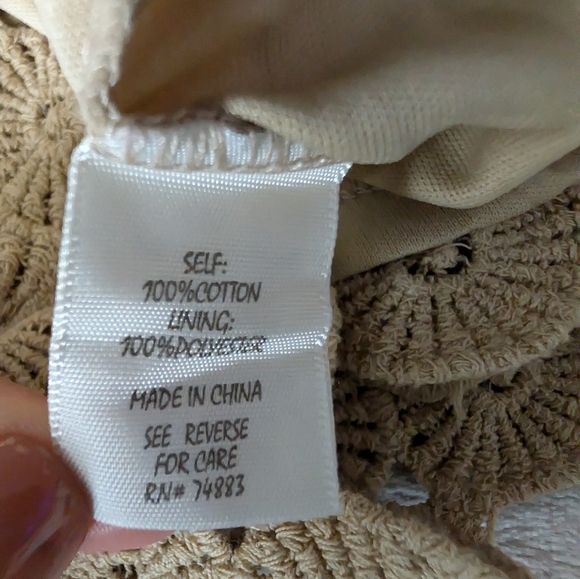 SELF:
100%COTTON
LINING:
100%POLYESTER
MADE IN CHINA
SEE REVERSE
FOR CARE
RN# 74883